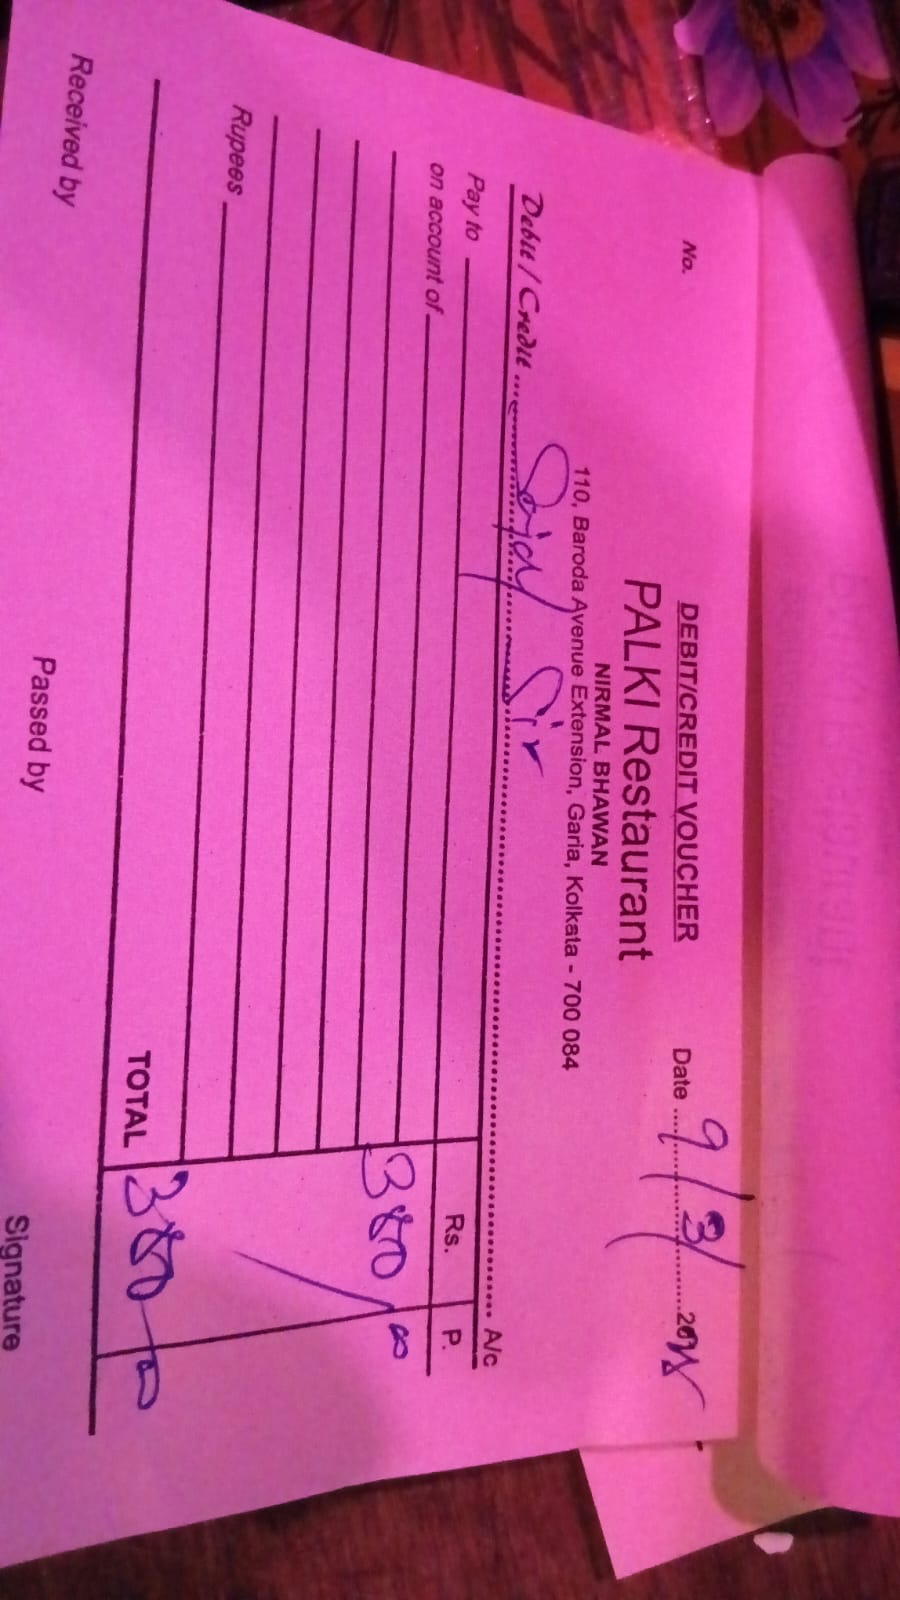 DEBIT/CREDIT VOUCHER
No.
PALKI Restaurant
Date 9/3/
NIRMAL BHAWAN
110, Baroda Avenue Extension, Garia, Kolkata - 700 084
Debit / Credit Sir A/c
Pay to
Rs. P.
on account of
380/ 00
Rupees
TOTAL 380 00
Received by Passed by Signature